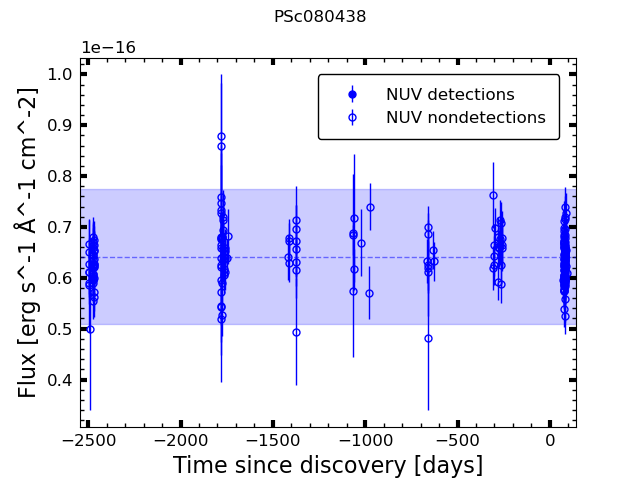 PSc080438
1e−16
1.0
0.9
0.8
0.7
0.6
0.5
0.4
Flux [erg s^-1 Å^-1 cm^-2]
NUV detections
NUV nondetections
−2500 −2000 −1500 −1000 −500 0
Time since discovery [days]